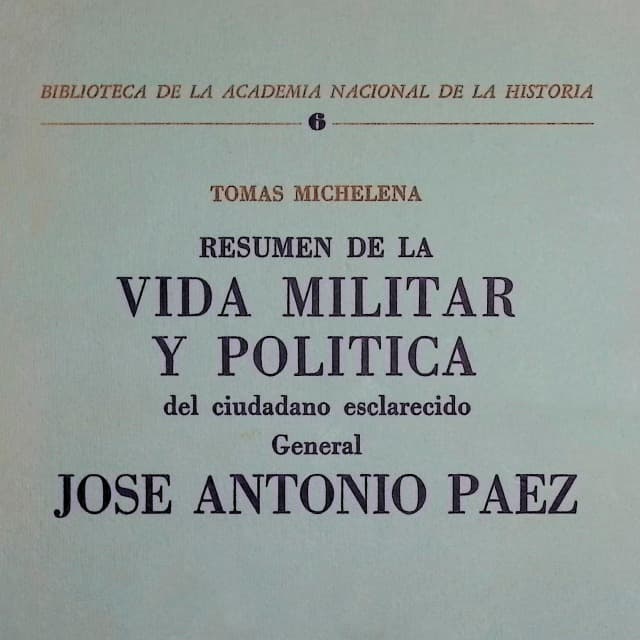 BIBLIOTECA DE LA ACADEMIA NACIONAL DE LA HISTORIA
6
TOMAS MICHELENA
RESUMEN DE LA
VIDA MILITAR
Y POLITICA
del ciudadano esclarecido
General
JOSE ANTONIO PAEZ